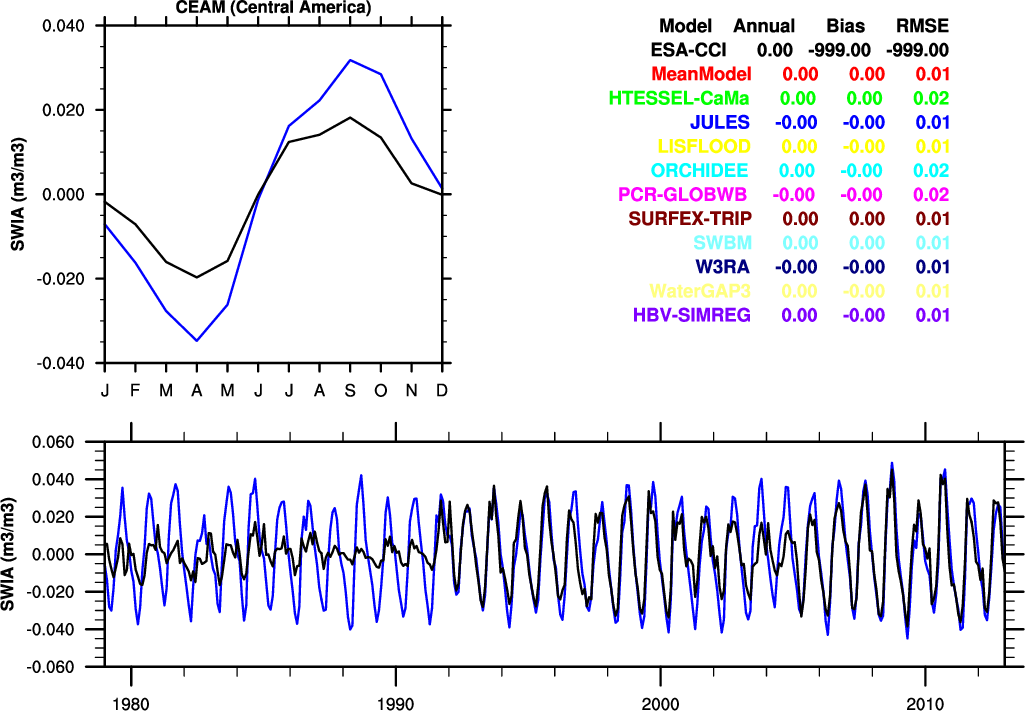 CEAM (Central America)
0.040
0.020
0.000
-0.020
-0.040
SWIA (m3/m3)
J F M A M J J A S O N D
Model Annual Bias RMSE
ESA-CCI 0.00 -999.00 -999.00
MeanModel 0.00 0.00 0.01
HTESSEL-CaMa 0.00 0.00 0.02
JULES -0.00 -0.00 0.01
LISFLOOD 0.00 -0.00 0.01
ORCHIDEE 0.00 -0.00 0.02
PCR-GLOBWB -0.00 -0.00 0.02
SURFEX-TRIP 0.00 0.00 0.01
SWBM 0.00 0.00 0.01
W3RA -0.00 -0.00 0.01
WaterGAP3 0.00 -0.00 0.01
HBV-SIMREG 0.00 -0.00 0.01
0.060
0.040
0.020
0.000
-0.020
-0.040
-0.060
SWIA (m3/m3)
1980 1990 2000 2010